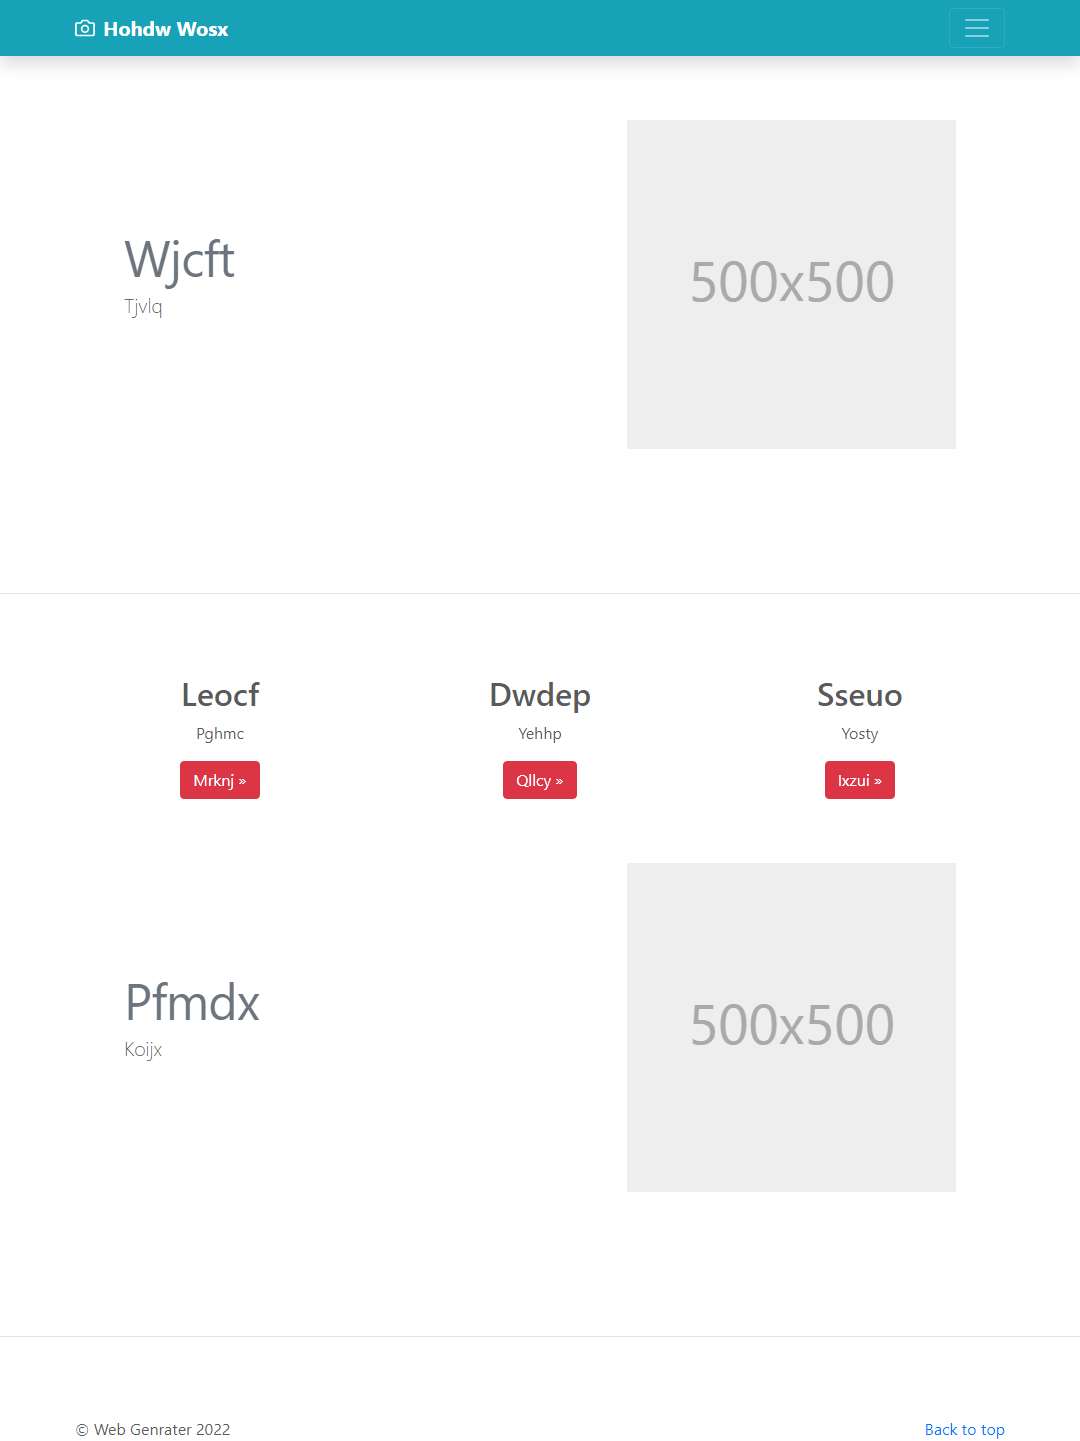 Hohdw Wosx
Wjcft
Tjvlq
500x500
Leocf
Pghmc
Mrknj »
Dwdep
Yehhp
Qllcy »
Sseuo
Yosty
Ixzui »
Pfmdx
Koijx
500x500
© Web Genrater 2022
Back to top